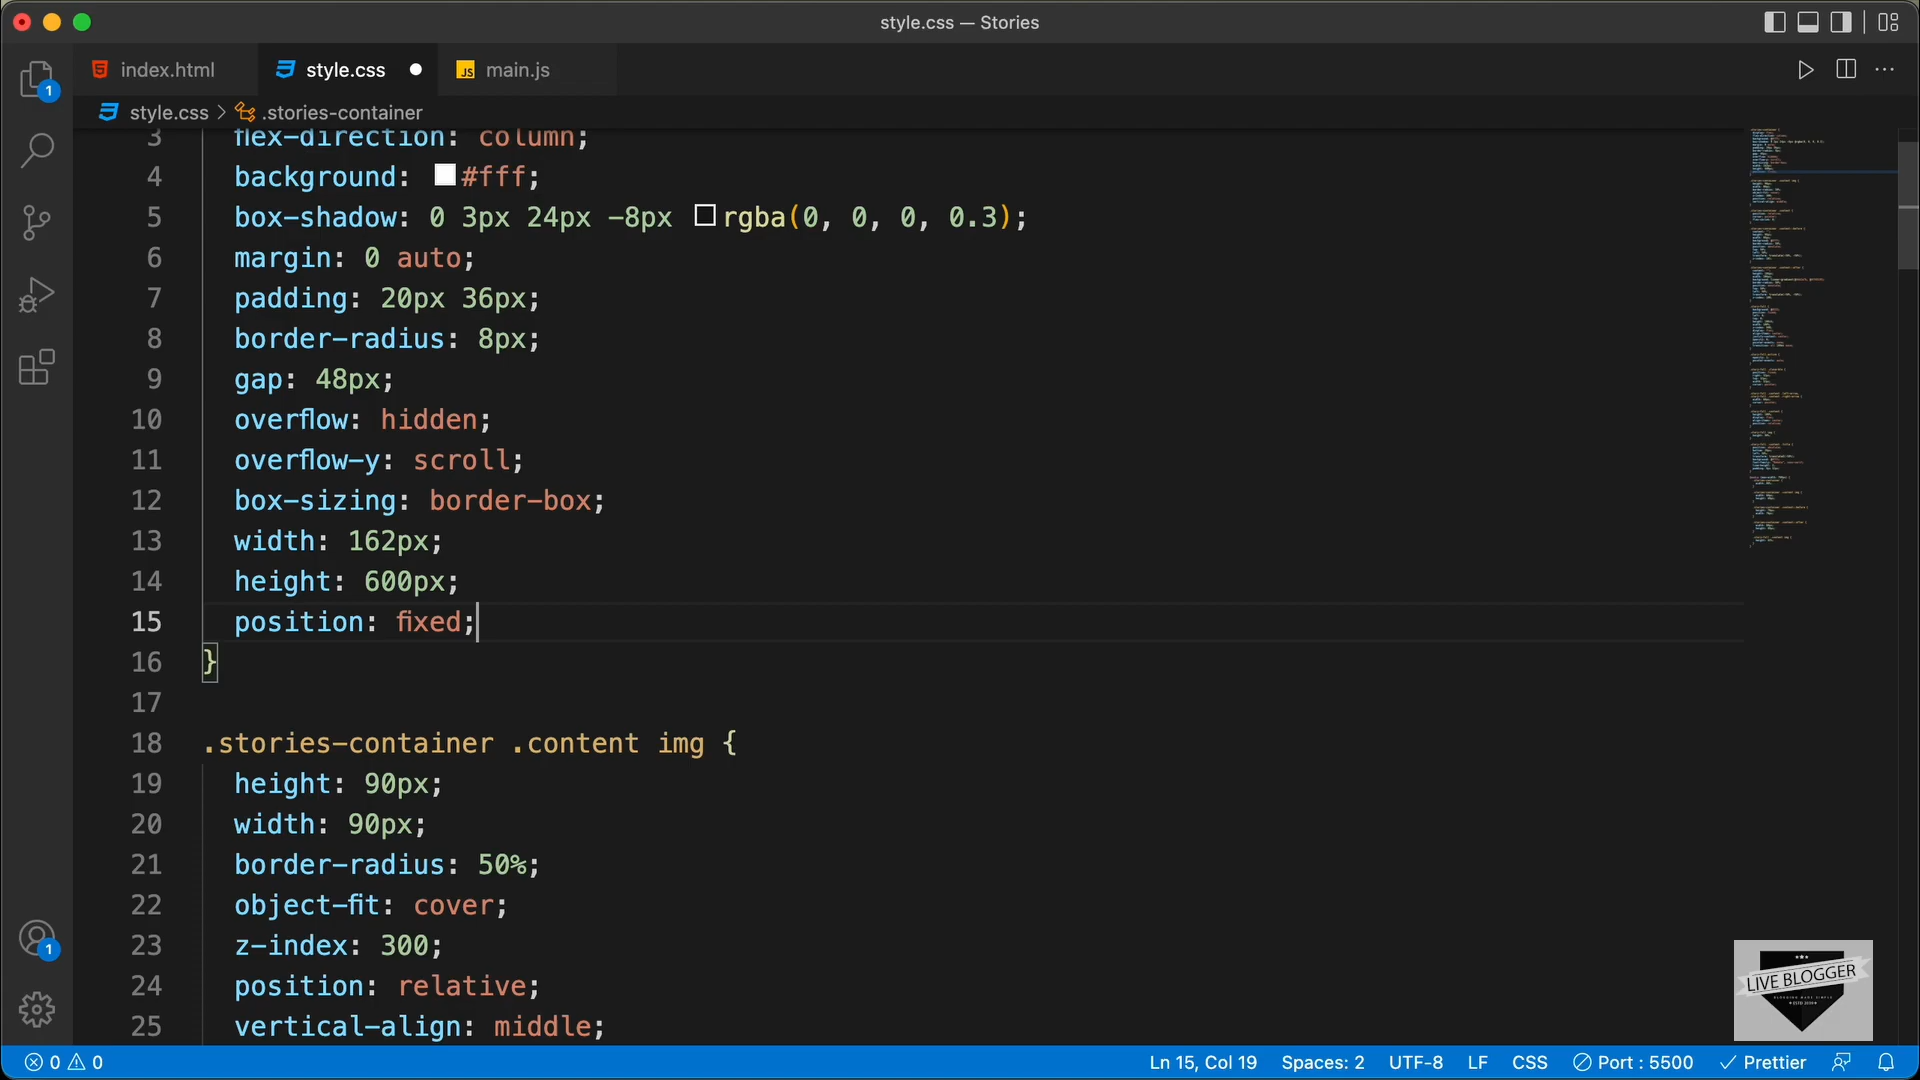 style.css — Stories
index.html
style.css
JS main.js
1
style.css > .stories-container
3 flex-direction: column;
4 background: #fff;
5 box-shadow: 0 3px 24px -8px rgba(0, 0, 0, 0.3);
6 margin: 0 auto;
7 padding: 20px 36px;
8 border-radius: 8px;
9 gap: 48px;
10 overflow: hidden;
11 overflow-y: scroll;
12 box-sizing: border-box;
13 width: 162px;
14 height: 600px;
15 position: fixed;
16 }
17
18 .stories-container .content img {
19 height: 90px;
20 width: 90px;
21 border-radius: 50%;
22 object-fit: cover;
23 z-index: 300;
24 position: relative;
25 vertical-align: middle;
1
LIVE BLOGGER
0 0
Ln 15, Col 19
Spaces: 2
UTF-8
LF
CSS
Port : 5500
Prettier